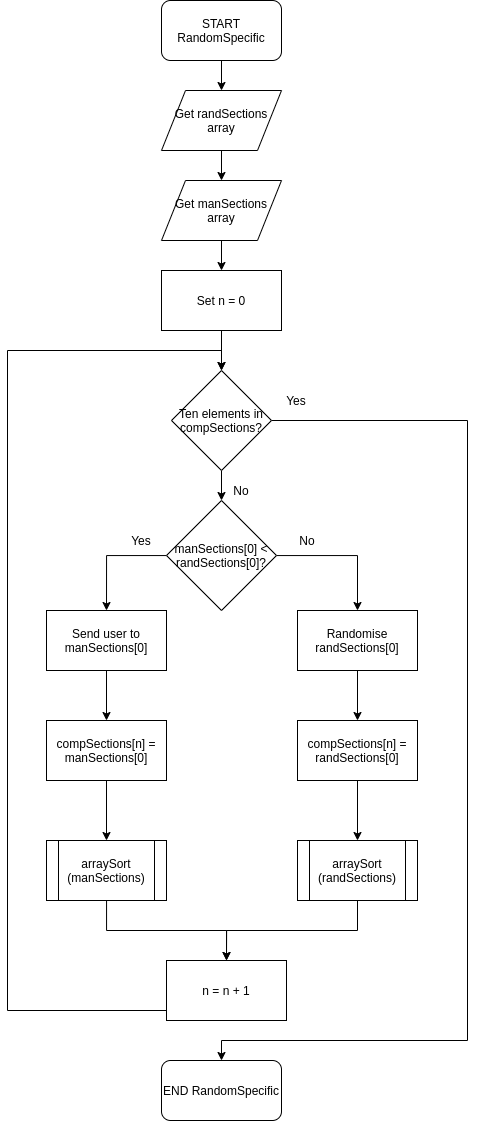 START
RandomSpecific
Get randSections
array
Get manSections
array
Set n = 0
Ten elements in
compSections?
Yes
No
manSections[0] <
randSections[0]?
Yes
No
Send user to
manSections[0]
Randomise
randSections[0]
compSections[n] =
manSections[0]
compSections[n] =
randSections[0]
arraySort
(manSections)
arraySort
(randSections)
n = n + 1
END RandomSpecific